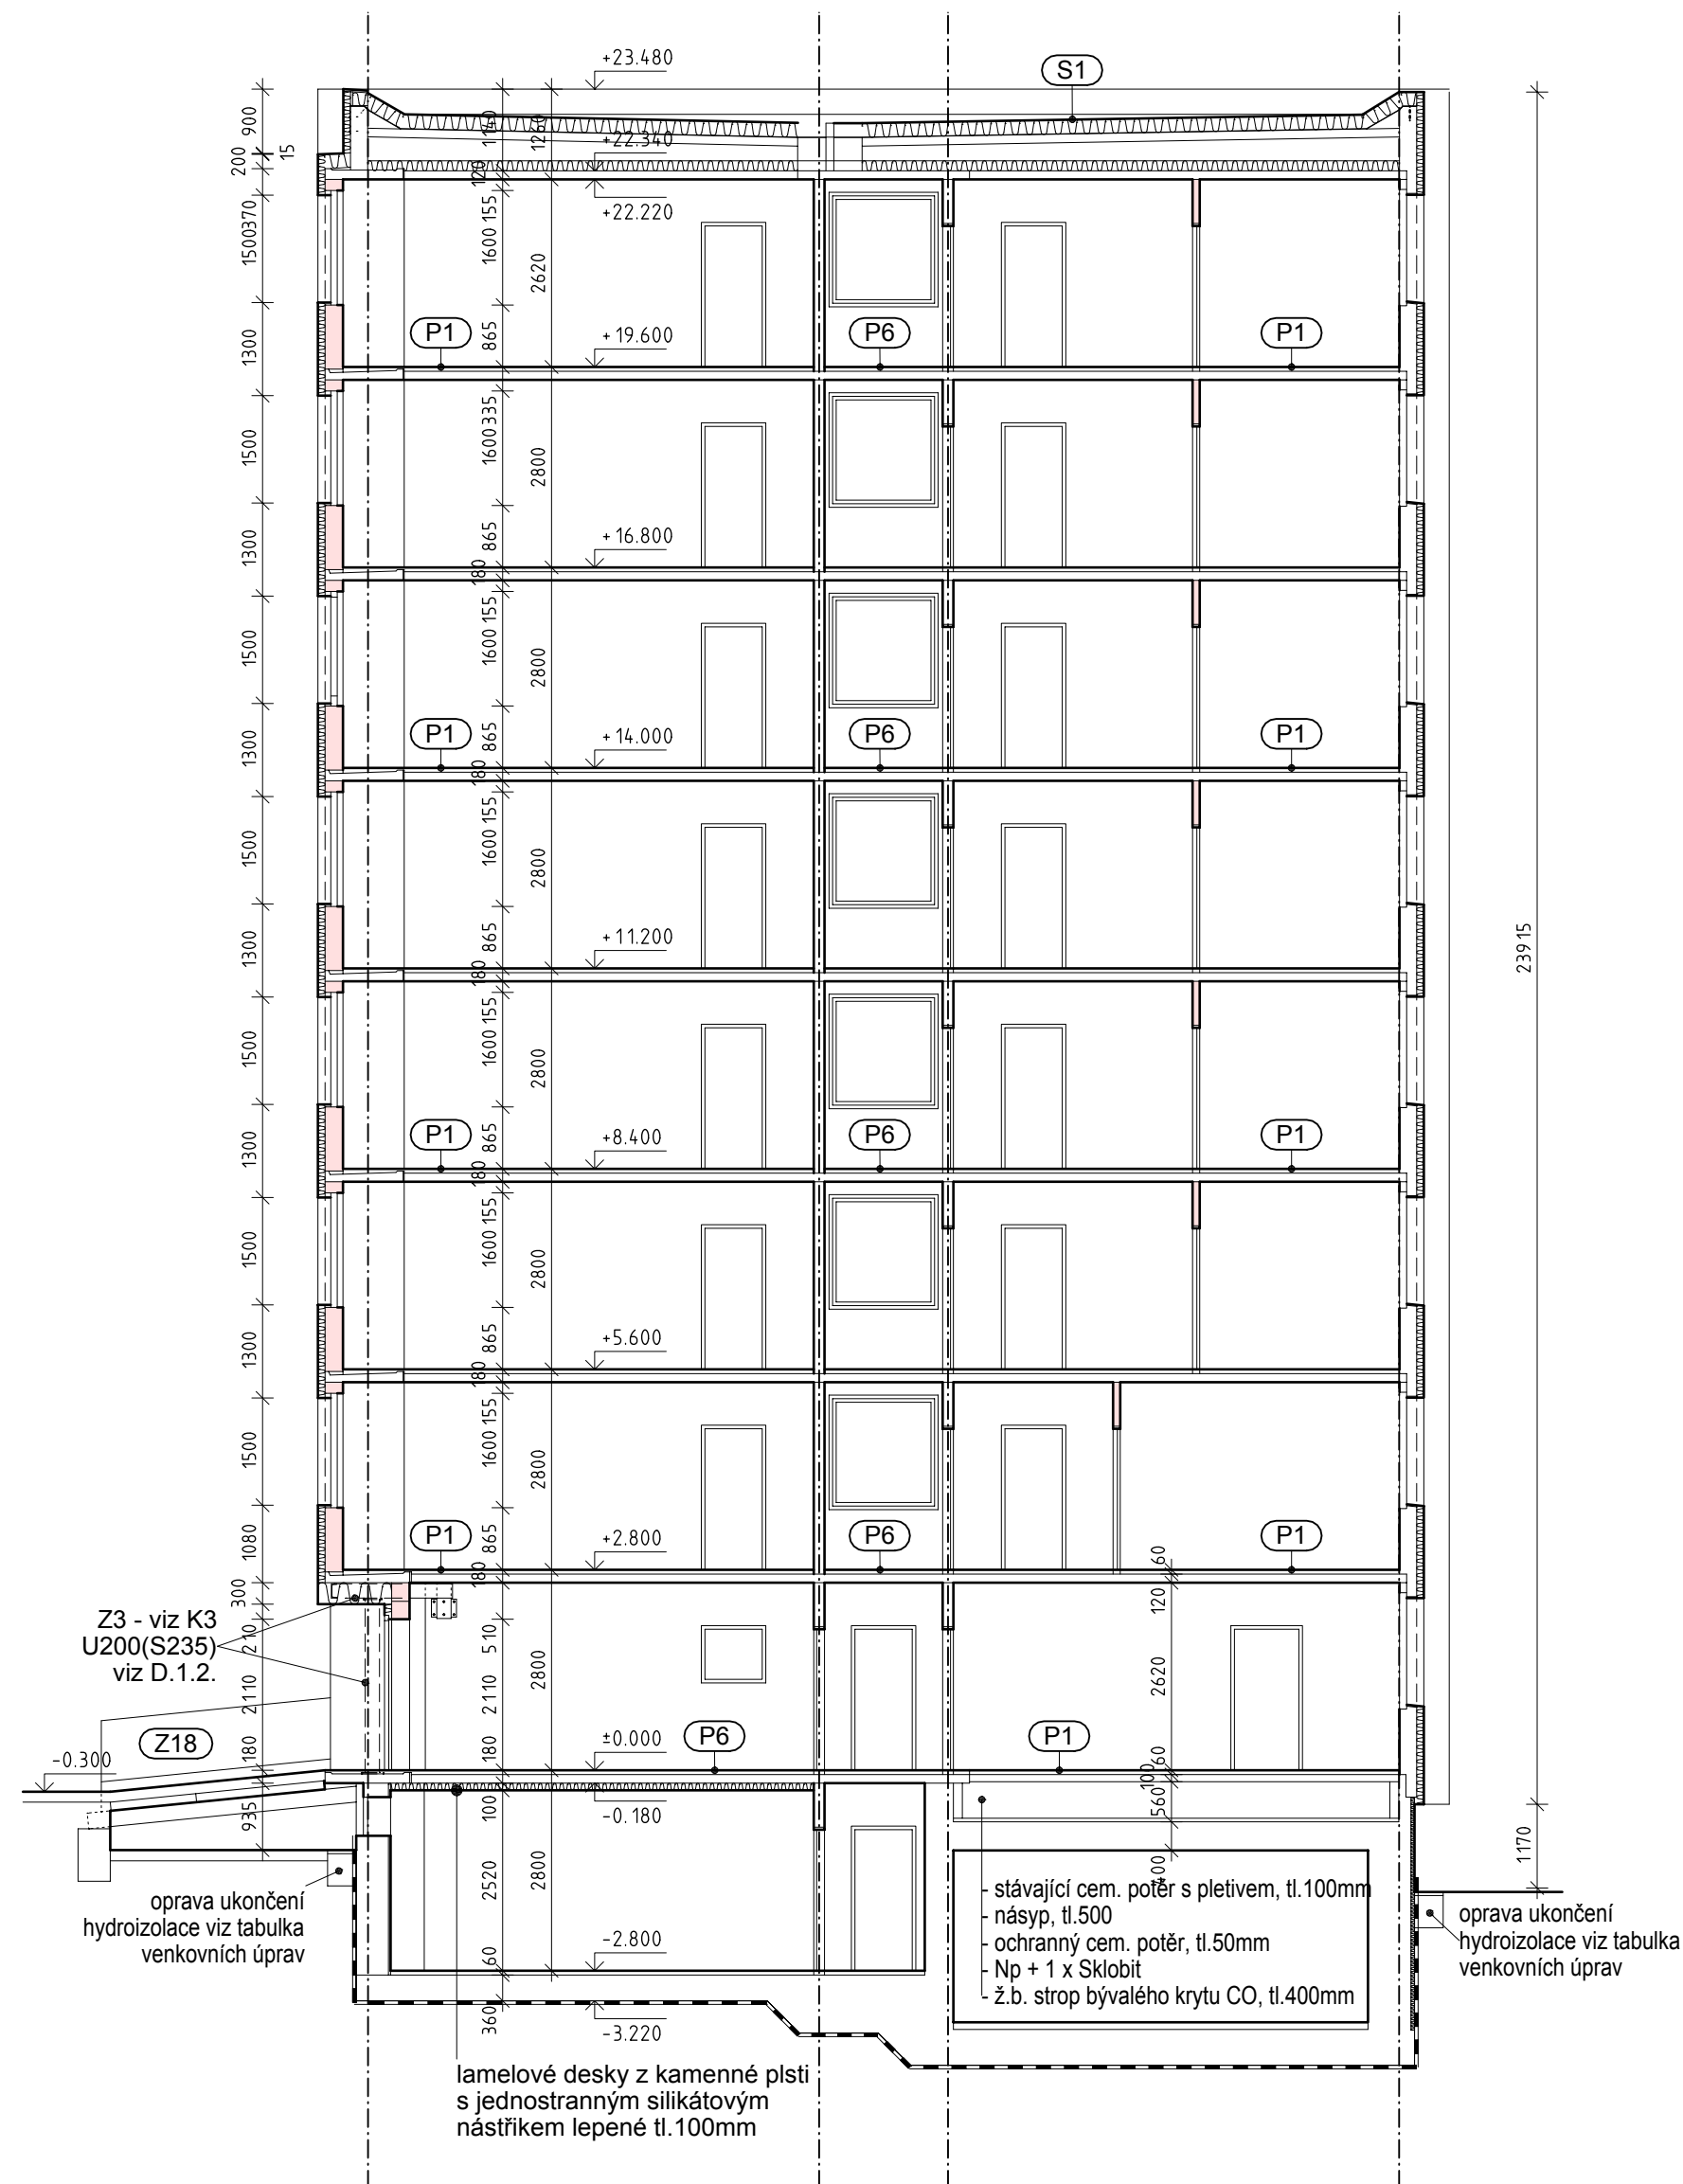 +23.480
S1
900
1140
1260
+22.340
200
15
120
+22.220
370
155
1500
1600
2620
1300
865
P1
+19.600
P6
P1
335
1500
1600
2800
1300
865
+16.800
180
155
1500
1600
2800
1300
865
P1
+14.000
P6
P1
180
155
1500
1600
2800
1300
865
+11.200
180
155
1500
1600
2800
1300
865
P1
+8.400
P6
P1
180
155
1500
1600
2800
1300
865
+5.600
180
155
1500
1600
2800
1080
865
P1
+2.800
P6
P1
180
60
300
120
Z3 - viz K3
U200(S235)
viz D.1.2.
210
510
2110
2110
2800
2620
Z18
-0.300
180
180
±0.000
P6
P1
60
100
935
100
-0.180
560
400
2520
2800
23915
1170
oprava ukončení
hydroizolace viz tabulka
venkovních úprav
- stávající cem. potěr s pletivem, tl.100mm
- násyp, tl.500
- ochranný cem. potěr, tl.50mm
- Np + 1 x Sklobit
- ž.b. strop bývalého krytu CO, tl.400mm
oprava ukončení
hydroizolace viz tabulka
venkovních úprav
-2.800
60
360
-3.220
lamelové desky z kamenné plsti
s jednostranným silikátovým
nástřikem lepené tl.100mm